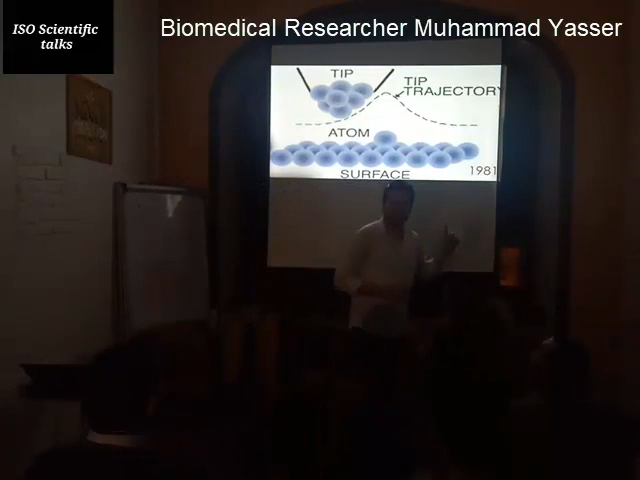 ISO Scientific
talks
Biomedical Researcher Muhammad Yasser
TIP
TIP
TRAJECTORY
ATOM
SURFACE
1981